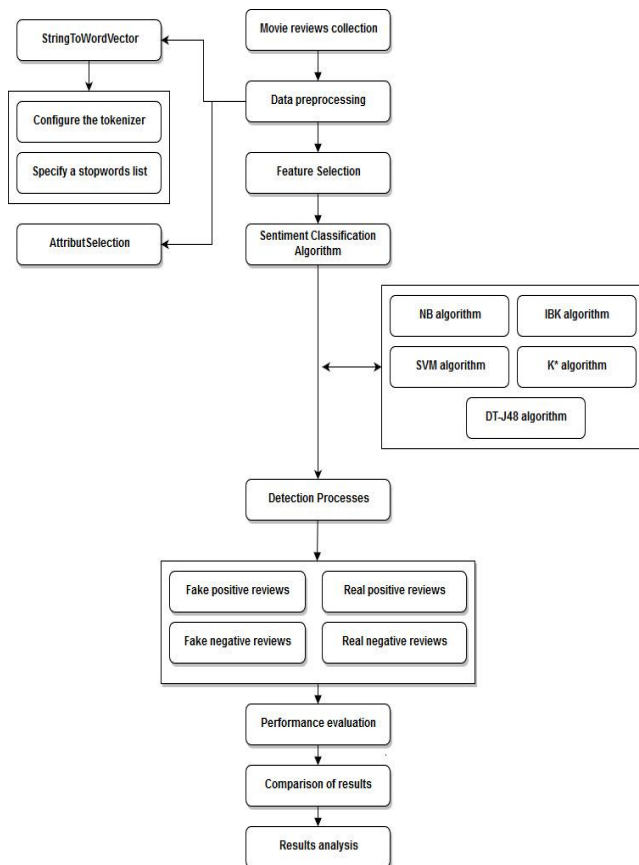 Movie reviews collection
StringToWordVector
Data preprocessing
Configure the tokenizer
Specify a stopwords list
Feature Selection
AttributSelection
Sentiment Classification
Algorithm
NB algorithm
IBK algorithm
SVM algorithm
K* algorithm
DT-J48 algorithm
Detection Processes
Fake positive reviews
Real positive reviews
Fake negative reviews
Real negative reviews
Performance evaluation
Comparison of results
Results analysis